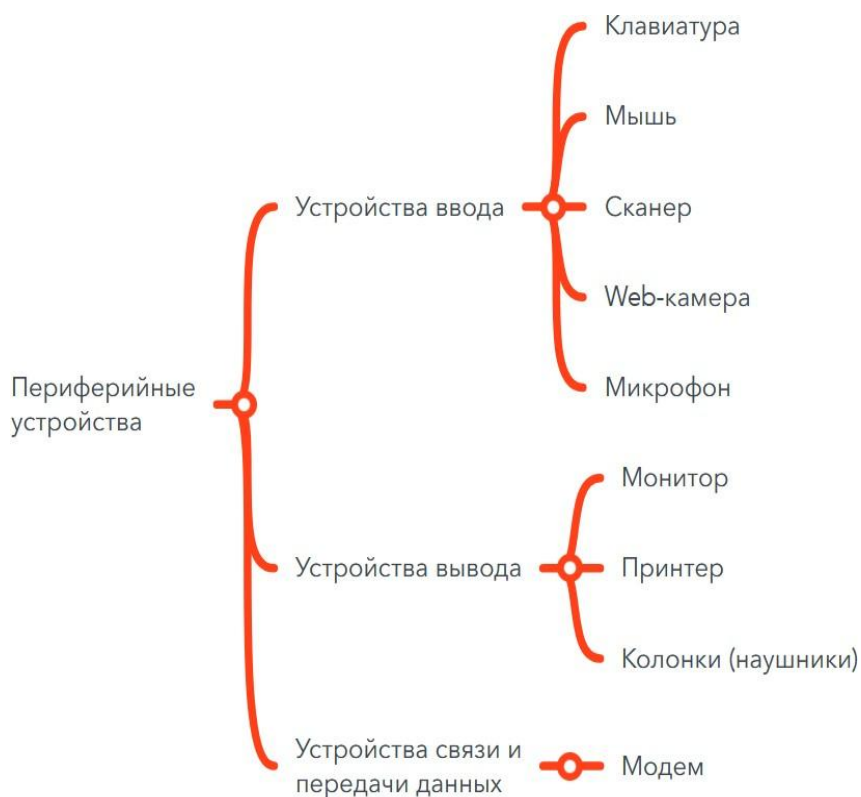 Периферийные
устройства
Устройства ввода
Клавиатура
Мышь
Сканер
Web-камера
Микрофон
Устройства вывода
Монитор
Принтер
Колонки (наушники)
Устройства связи и
передачи данных
Модем